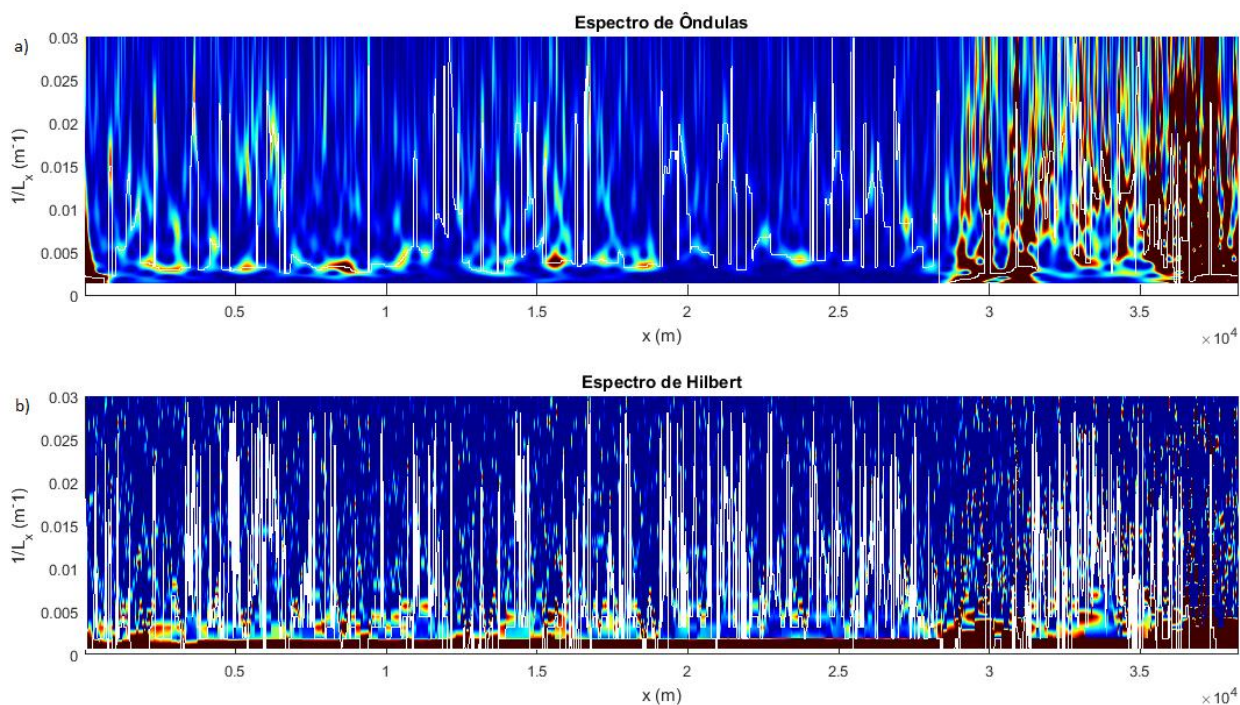 Espectro de Ôndulas
a)
0.03
0.025
0.02
0.015
0.01
0.005
0
1/L_x (m^-1)
0.5 1 1.5 2 2.5 3 3.5
x (m)
×10^4
Espectro de Hilbert
b)
0.03
0.025
0.02
0.015
0.01
0.005
0
1/L_x (m^-1)
0.5 1 1.5 2 2.5 3 3.5
x (m)
×10^4